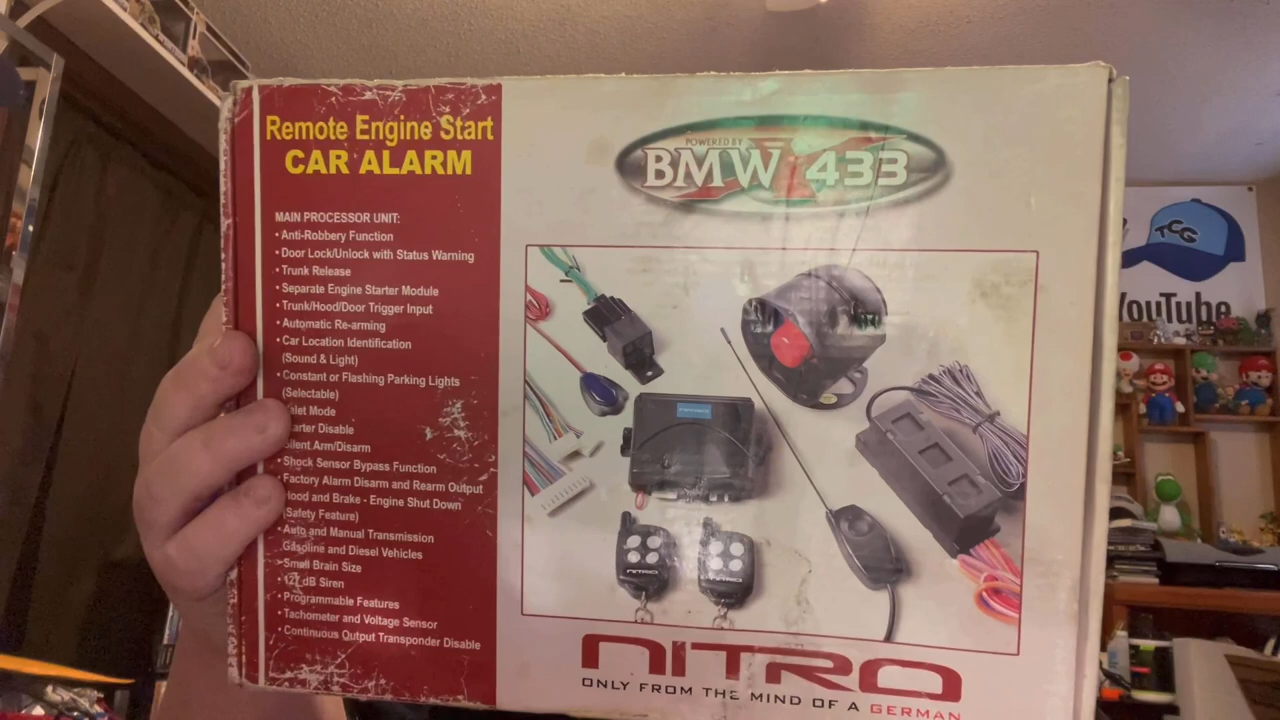 Remote Engine Start
CAR ALARM
MAIN PROCESSOR UNIT:
• Anti-Robbery Function
• Door Lock/Unlock with Status Warning
• Trunk Release
• Separate Engine Starter Module
• Trunk/Hood/Door Trigger Input
• Automatic Re-arming
• Car Location Identification
(Sound & Light)
• Constant or Flashing Parking Lights
(Selectable)
Mode
Disable
Arm/Disarm
• Shock Sensor Bypass Function
• Factory Alarm Disarm and Rearm Output
Hood and Brake - Engine Shut Down
(Safety Feature)
• Auto and Manual Transmission
Gasoline and Diesel Vehicles
• Small Brain Size
dB Siren
• Programmable Features
• Tachometer and Voltage Sensor
• Continuous Output Transponder Disable
POWERED BY
BMW X 433
NITRO
NITRO
NITRO
ONLY FROM THE MIND OF A GERMAN
TCG
YouTube